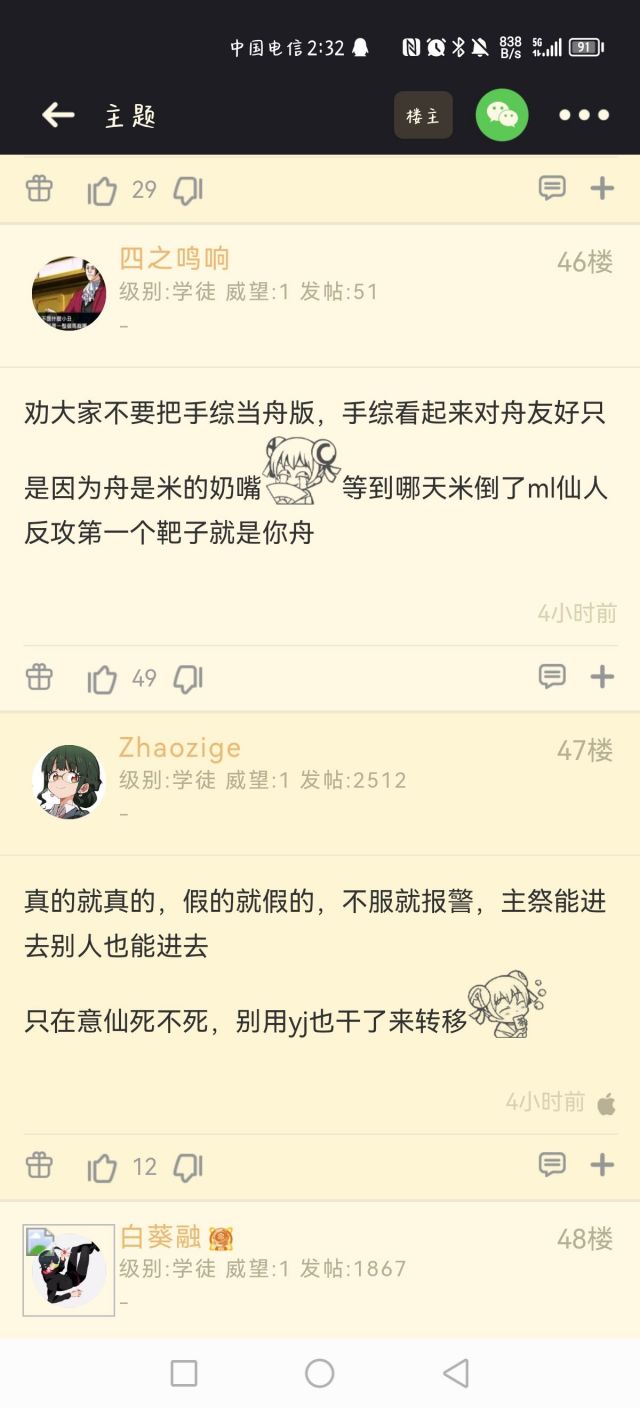 中国电信2:32
838 B/s
5G
91
主题
楼主
29
四之鸣响
46楼
级别:学徒 威望:1 发帖:51
劝大家不要把手综当舟版，手综看起来对舟友好只
是因为舟是米的奶嘴 等到哪天米倒了ml仙人
反攻第一个靶子就是你舟
4小时前
49
Zhaozige
47楼
级别:学徒 威望:1 发帖:2512
真的就真的，假的就假的，不服就报警，主祭能进
去别人也能进去
只在意仙死不死，别用yj也干了来转移
4小时前
12
白葵融
48楼
级别:学徒 威望:1 发帖:1867